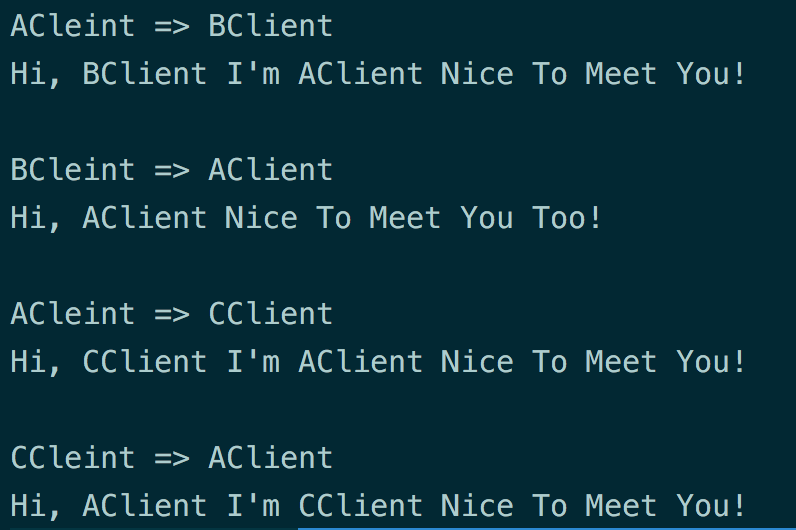 ACleint => BClient
Hi, BClient I'm AClient Nice To Meet You!
BCleint => AClient
Hi, AClient Nice To Meet You Too!
ACleint => CClient
Hi, CClient I'm AClient Nice To Meet You!
CCleint => AClient
Hi, AClient I'm CClient Nice To Meet You!